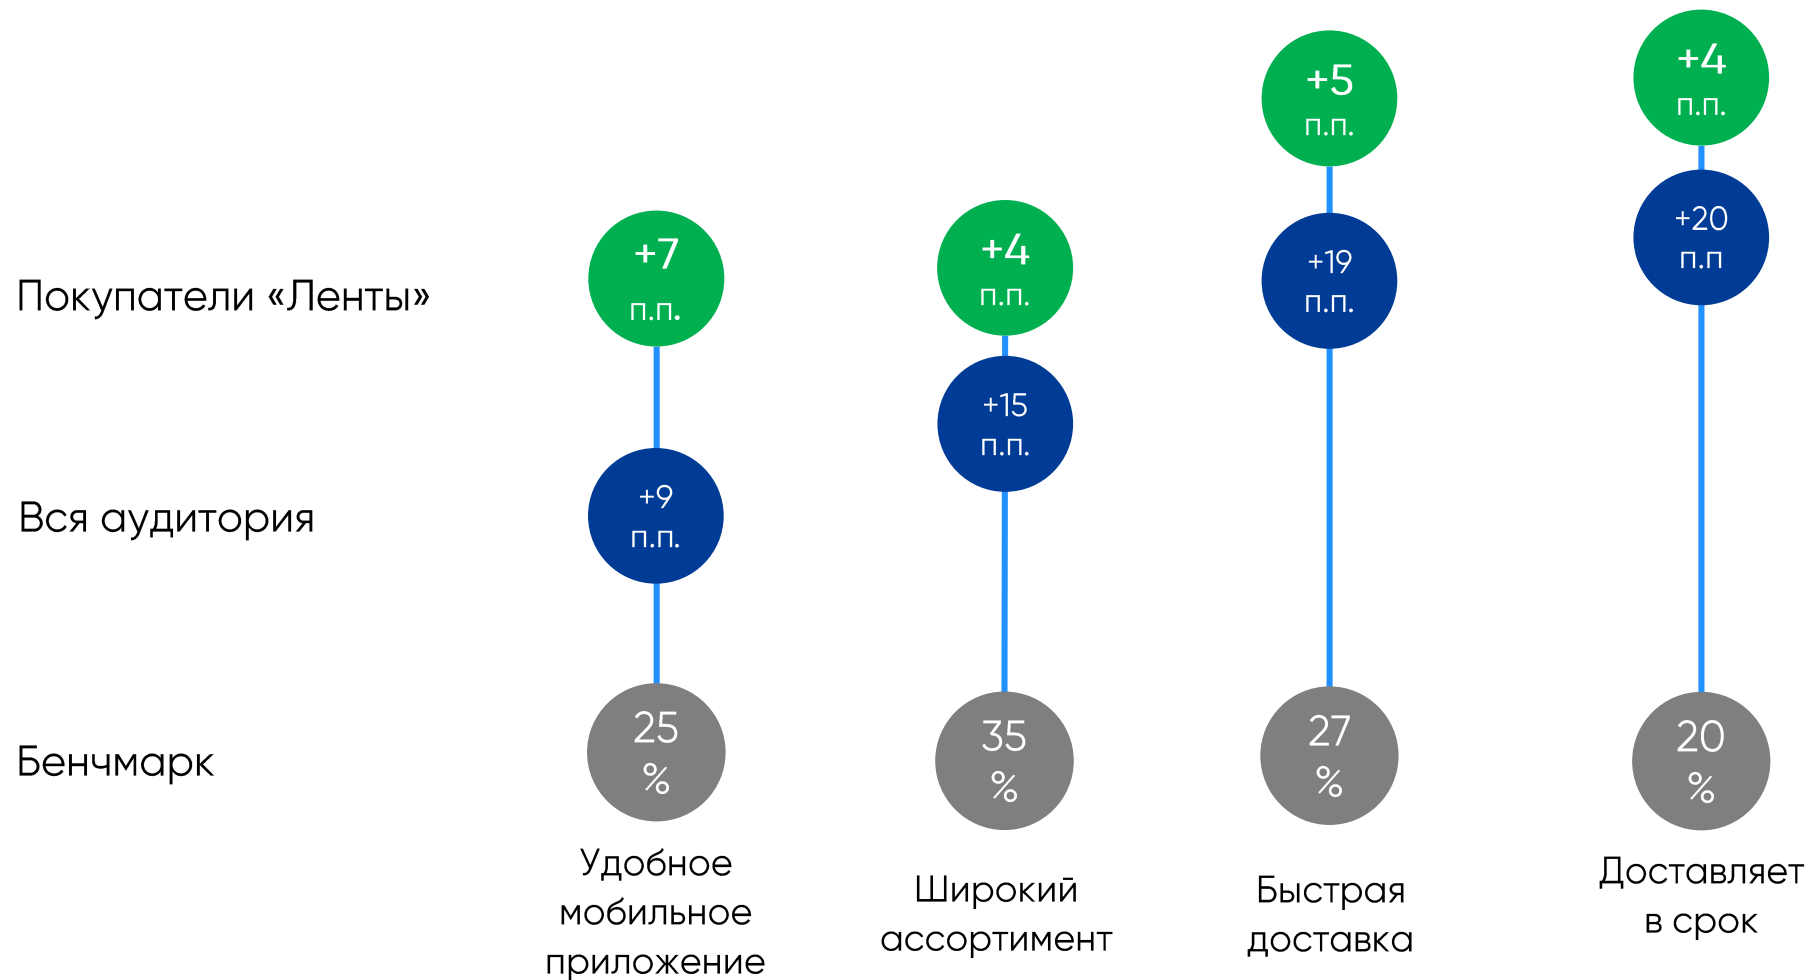 Покупатели «Ленты»
+7
п.п.
+4
п.п.
+5
п.п.
+4
п.п.
Вся аудитория
+9
п.п.
+15
п.п.
+19
п.п.
+20
п.п
Бенчмарк
25
%
35
%
27
%
20
%
Удобное
мобильное
приложение
Широкий
ассортимент
Быстрая
доставка
Доставляет
в срок